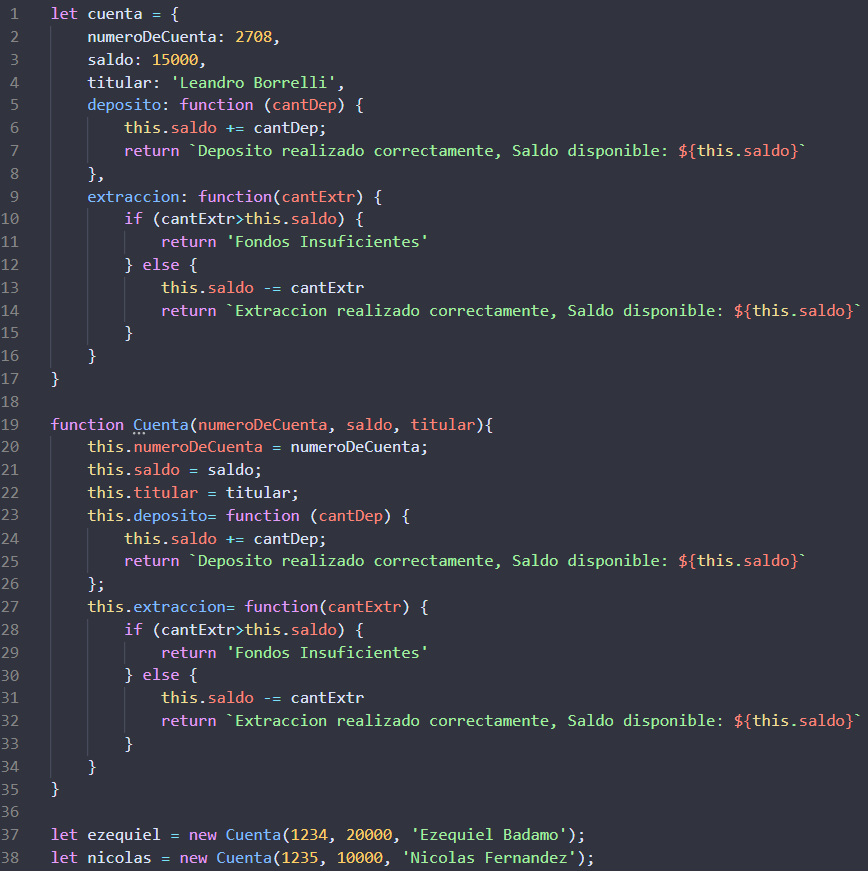 1 let cuenta = {
2     numeroDeCuenta: 2708,
3     saldo: 15000,
4     titular: 'Leandro Borrelli',
5     deposito: function (cantDep) {
6         this.saldo += cantDep;
7         return `Deposito realizado correctamente, Saldo disponible: ${this.saldo}`
8     },
9     extraccion: function(cantExtr) {
10         if (cantExtr>this.saldo) {
11             return 'Fondos Insuficientes'
12         } else {
13             this.saldo -= cantExtr
14             return `Extraccion realizado correctamente, Saldo disponible: ${this.saldo}`
15         }
16     }
17 }
18
19 function Cuenta(numeroDeCuenta, saldo, titular){
20     this.numeroDeCuenta = numeroDeCuenta;
21     this.saldo = saldo;
22     this.titular = titular;
23     this.deposito= function (cantDep) {
24         this.saldo += cantDep;
25         return `Deposito realizado correctamente, Saldo disponible: ${this.saldo}`
26     };
27     this.extraccion= function(cantExtr) {
28         if (cantExtr>this.saldo) {
29             return 'Fondos Insuficientes'
30         } else {
31             this.saldo -= cantExtr
32             return `Extraccion realizado correctamente, Saldo disponible: ${this.saldo}`
33         }
34     }
35 }
36
37 let ezequiel = new Cuenta(1234, 20000, 'Ezequiel Badamo');
38 let nicolas = new Cuenta(1235, 10000, 'Nicolas Fernandez');